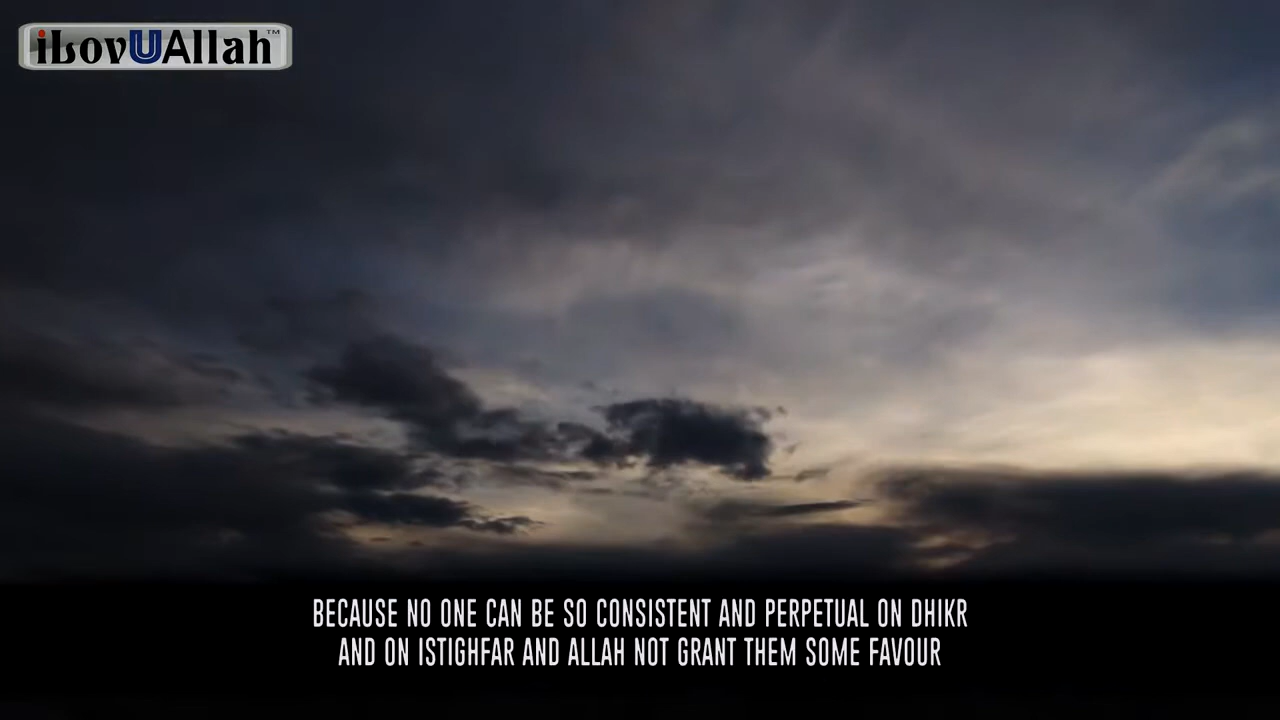 iLovUAllah™
BECAUSE NO ONE CAN BE SO CONSISTENT AND PERPETUAL ON DHIKR
AND ON ISTIGHFAR AND ALLAH NOT GRANT THEM SOME FAVOUR